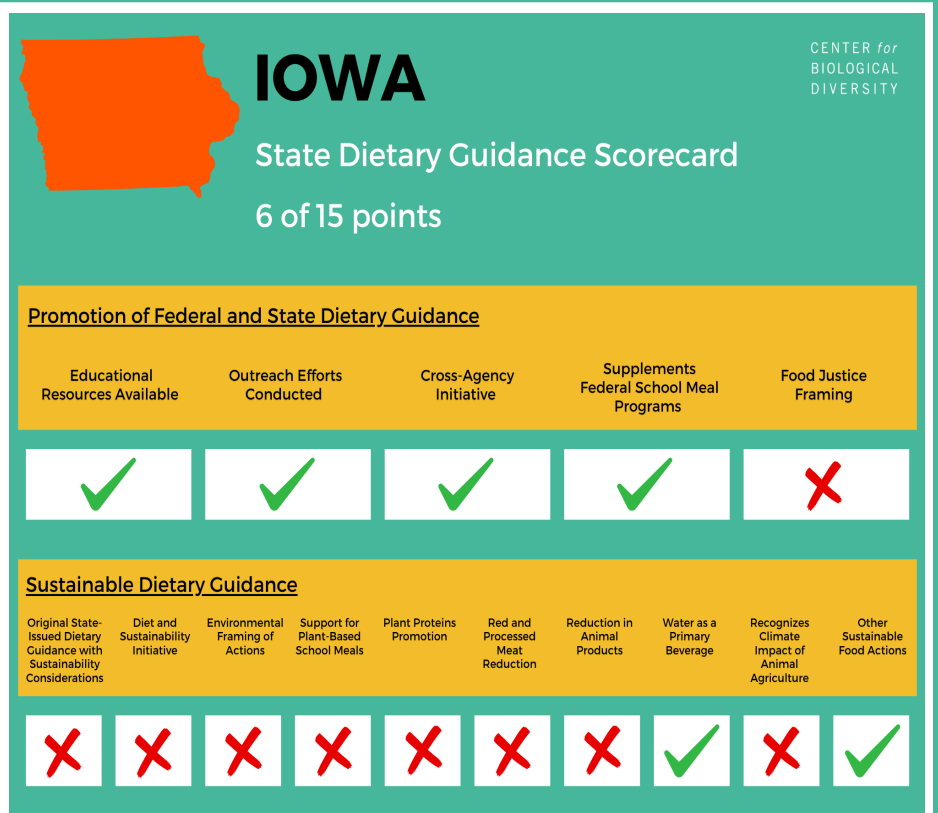 IOWA
CENTER for
BIOLOGICAL
DIVERSITY
State Dietary Guidance Scorecard
6 of 15 points
Promotion of Federal and State Dietary Guidance
Educational
Resources Available
Outreach Efforts
Conducted
Cross-Agency
Initiative
Supplements
Federal School Meal
Programs
Food Justice
Framing
Sustainable Dietary Guidance
Original State-
Issued Dietary
Guidance with
Sustainability
Considerations
Diet and
Sustainability
Initiative
Environmental
Framing of
Actions
Support for
Plant-Based
School Meals
Plant Proteins
Promotion
Red and
Processed
Meat
Reduction
Reduction in
Animal
Products
Water as a
Primary
Beverage
Recognizes
Climate
Impact of
Animal
Agriculture
Other
Sustainable
Food Actions